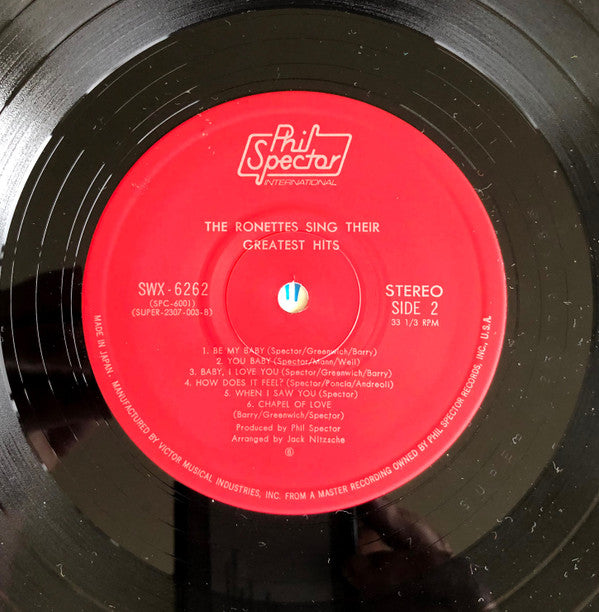 Phil
Spector
INTERNATIONAL
THE RONETTES SING THEIR
GREATEST HITS
SWX-6262
(SPC-6001)
(SUPER-2307-003-B)
STEREO
SIDE 2
33 1/3 RPM
1. BE MY BABY (Spector/Greenwich/Barry)
2. YOU BABY (Spector/Mann/Weil)
3. BABY, I LOVE YOU (Spector/Greenwich/Barry)
4. HOW DOES IT FEEL? (Spector/Poncia/Andreoli)
5. WHEN I SAW YOU (Spector)
6. CHAPEL OF LOVE
(Barry/Greenwich/Spector)
Produced by Phil Spector
Arranged by Jack Nitzsche
MADE IN JAPAN. MANUFACTURED BY VICTOR MUSICAL INDUSTRIES, INC. FROM A MASTER RECORDING OWNED BY PHIL SPECTOR RECORDS, INC., U.S.A.